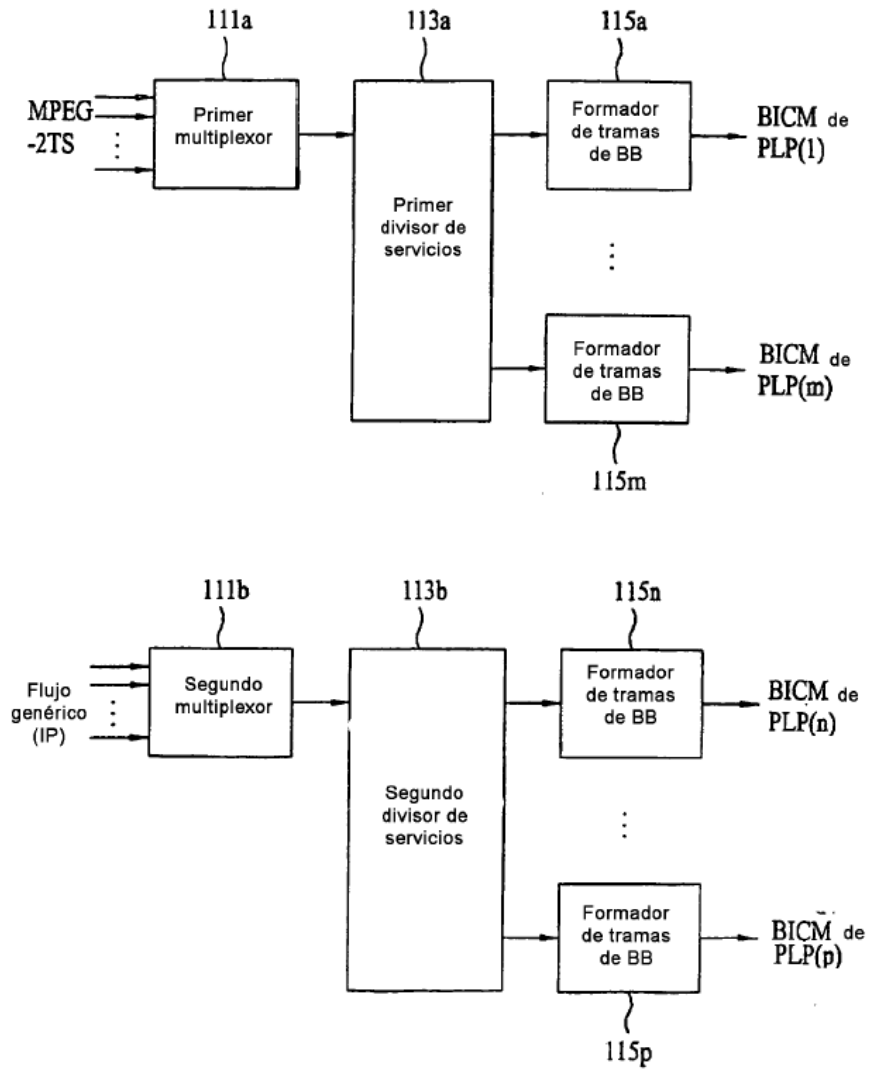 111a
113a
115a
MPEG
-2TS
Primer
multiplexor
Primer
divisor de
servicios
Formador
de tramas
de BB
BICM de
PLP(1)
Formador
de tramas
de BB
BICM de
PLP(m)
115m
111b
113b
115n
Flujo
genérico
(IP)
Segundo
multiplexor
Segundo
divisor de
servicios
Formador
de tramas
de BB
BICM de
PLP(n)
Formador
de tramas
de BB
BICM de
PLP(p)
115p